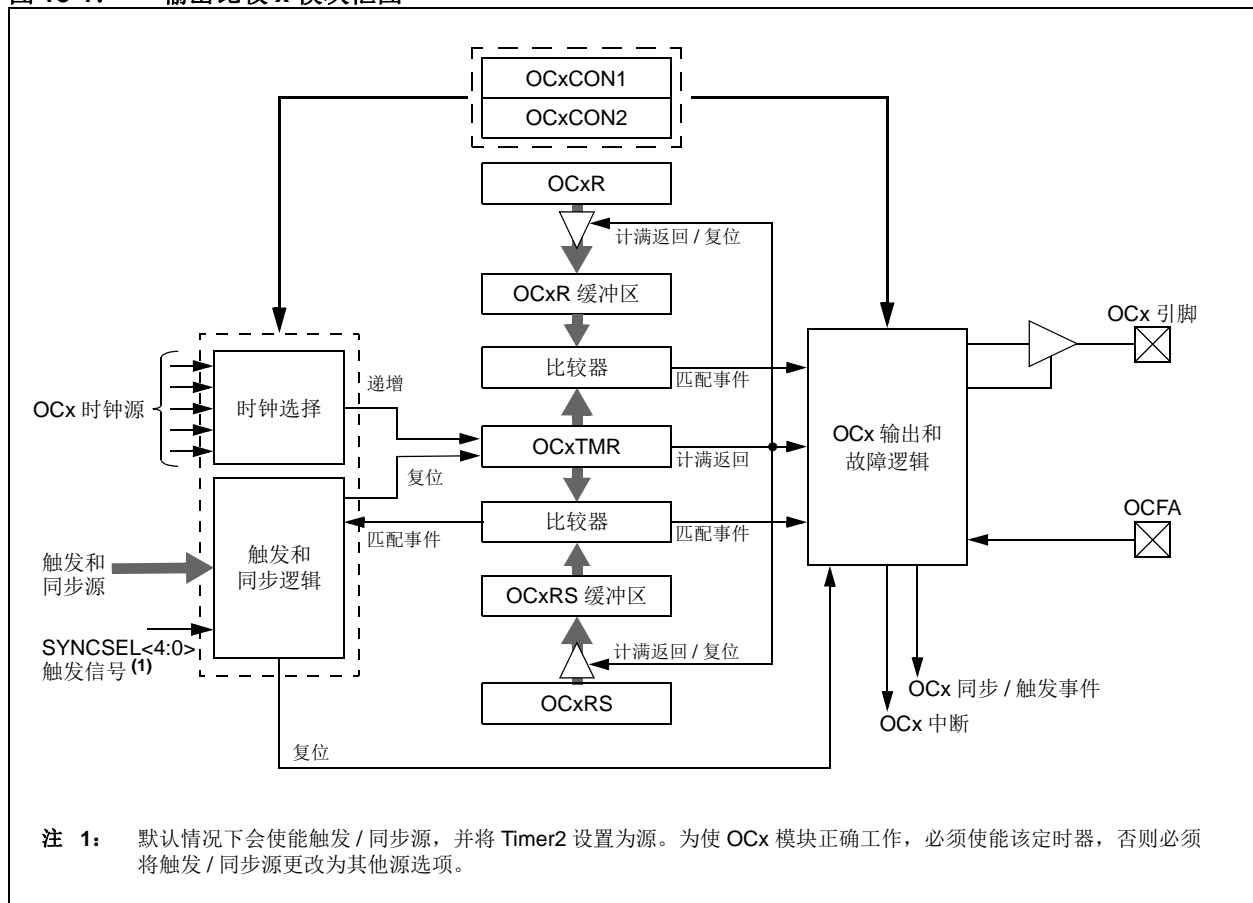 OCxCON1
OCxCON2
OCxR
计满返回 / 复位
OCxR 缓冲区
OCx 引脚
比较器
匹配事件
递增
OCx 时钟源
时钟选择
OCxTMR
计满返回
OCx 输出和
故障逻辑
复位
比较器
匹配事件
匹配事件
OCFA
触发和
同步源
触发和
同步逻辑
OCxRS 缓冲区
SYNCSEL<4:0>
触发信号(1)
计满返回 / 复位
OCxRS
OCx 同步 / 触发事件
OCx 中断
复位
注 1: 默认情况下会使能触发 / 同步源，并将 Timer2 设置为源。为使 OCx 模块正确工作，必须使能该定时器，否则必须
将触发 / 同步源更改为其他源选项。